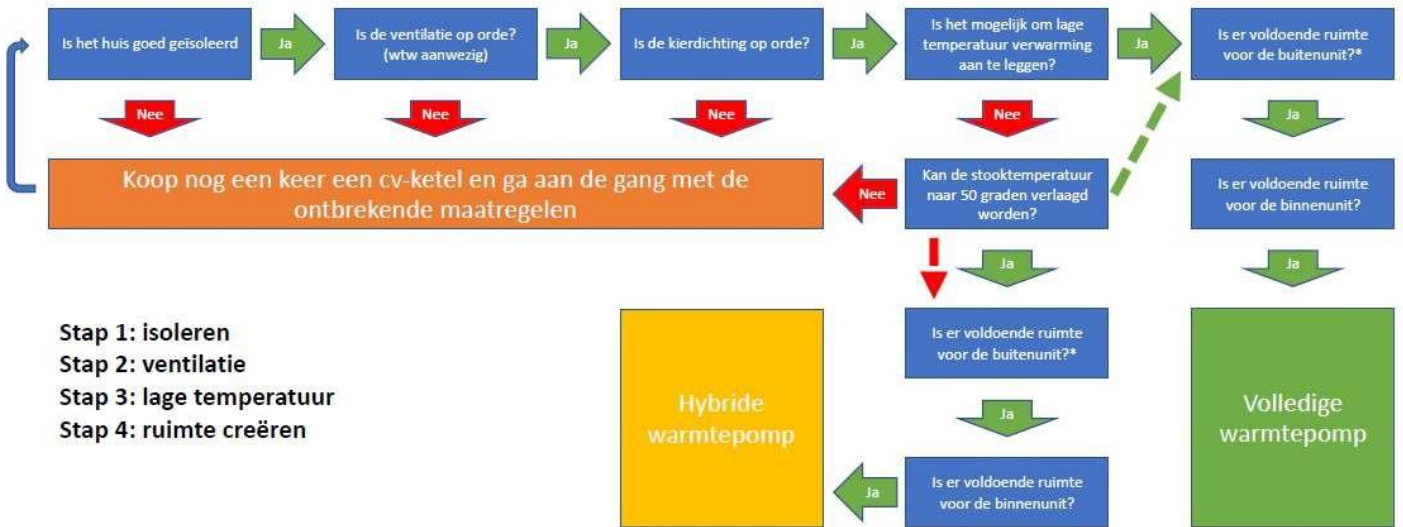 Is het huis goed geïsoleerd
Ja
Is de ventilatie op orde?
(wtw aanwezig)
Ja
Is de kierdichting op orde?
Ja
Is het mogelijk om lage
temperatuur verwarming
aan te leggen?
Ja
Is er voldoende ruimte
voor de buitenunit?*
Nee
Nee
Nee
Nee
Ja
Koop nog een keer een cv-ketel en ga aan de gang met de
ontbrekende maatregelen
Nee
Kan de stooktemperatuur
naar 50 graden verlaagd
worden?
Is er voldoende ruimte
voor de binnenunit?
Ja
Ja
Stap 1: isoleren
Stap 2: ventilatie
Stap 3: lage temperatuur
Stap 4: ruimte creëren
Hybride
warmtepomp
Is er voldoende ruimte
voor de buitenunit?*
Ja
Ja
Is er voldoende ruimte
voor de binnenunit?
Volledige
warmtepomp